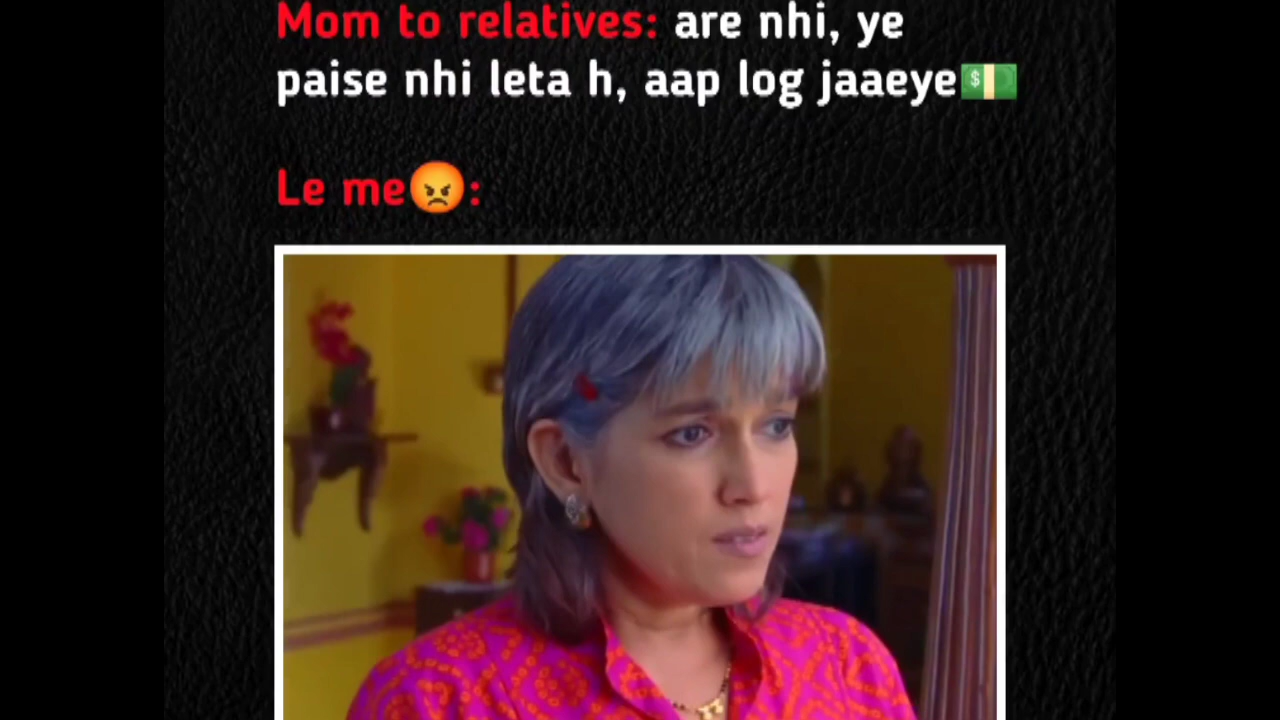 Mom to relatives: are nhi, ye
paise nhi leta h, aap log jaaeye💵
Le me😡: